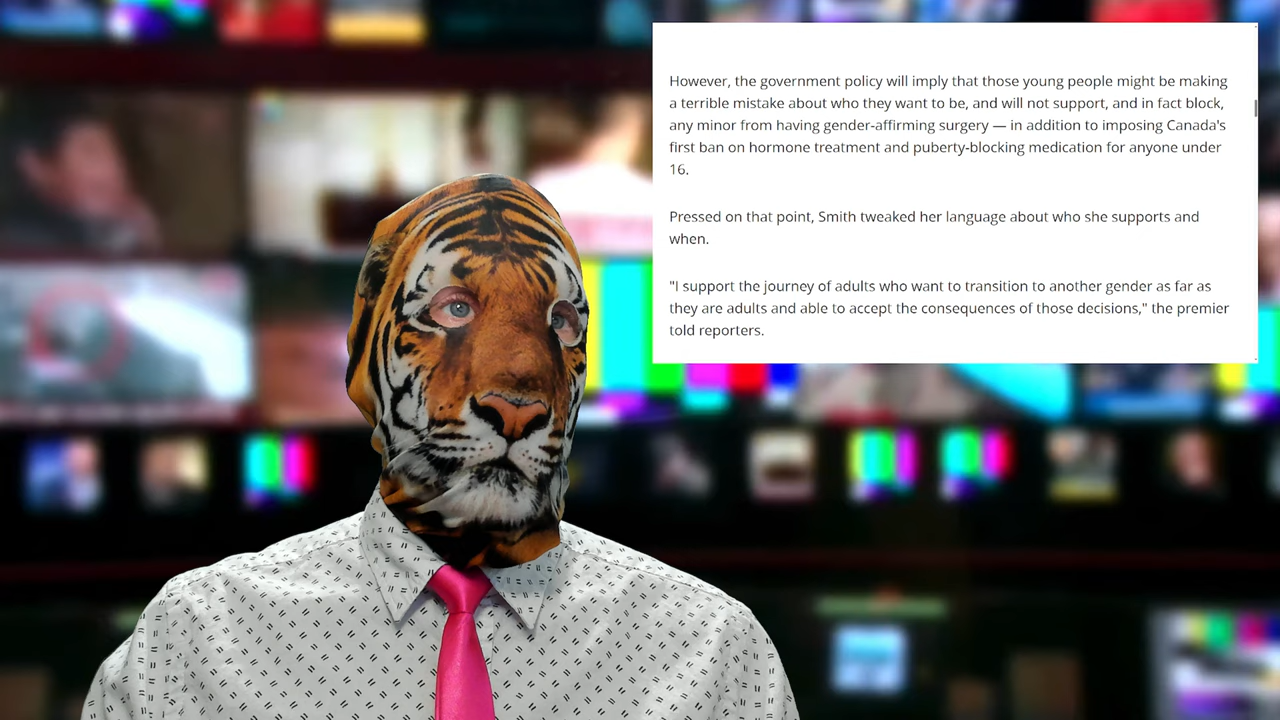 However, the government policy will imply that those young people might be making
a terrible mistake about who they want to be, and will not support, and in fact block,
any minor from having gender-affirming surgery — in addition to imposing Canada's
first ban on hormone treatment and puberty-blocking medication for anyone under
16.
Pressed on that point, Smith tweaked her language about who she supports and
when.
"I support the journey of adults who want to transition to another gender as far as
they are adults and able to accept the consequences of those decisions," the premier
told reporters.